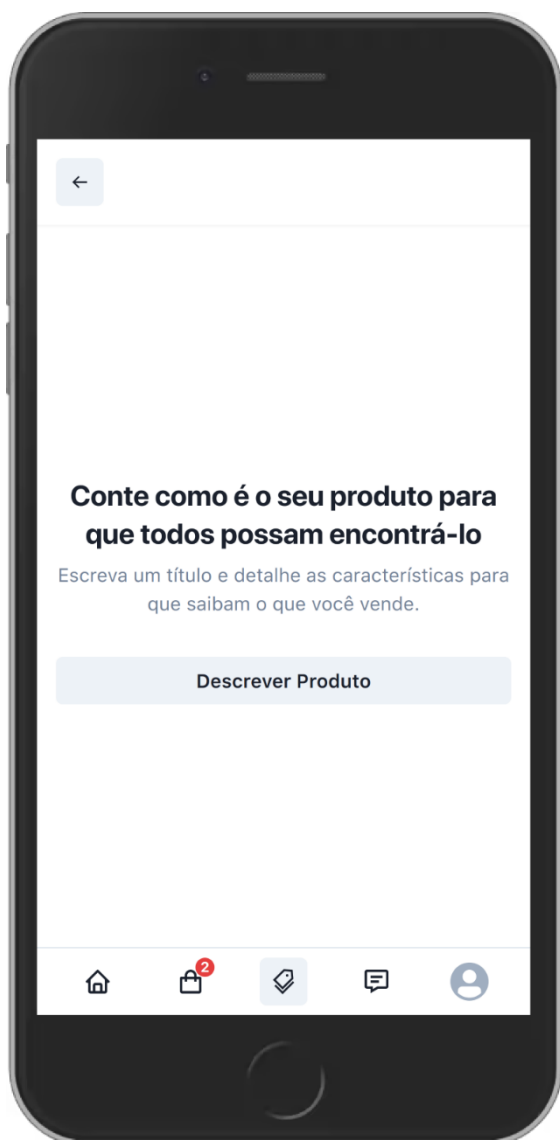 Conte como é o seu produto para
que todos possam encontrá-lo
Escreva um título e detalhe as características para
que saibam o que você vende.
Descrever Produto
2